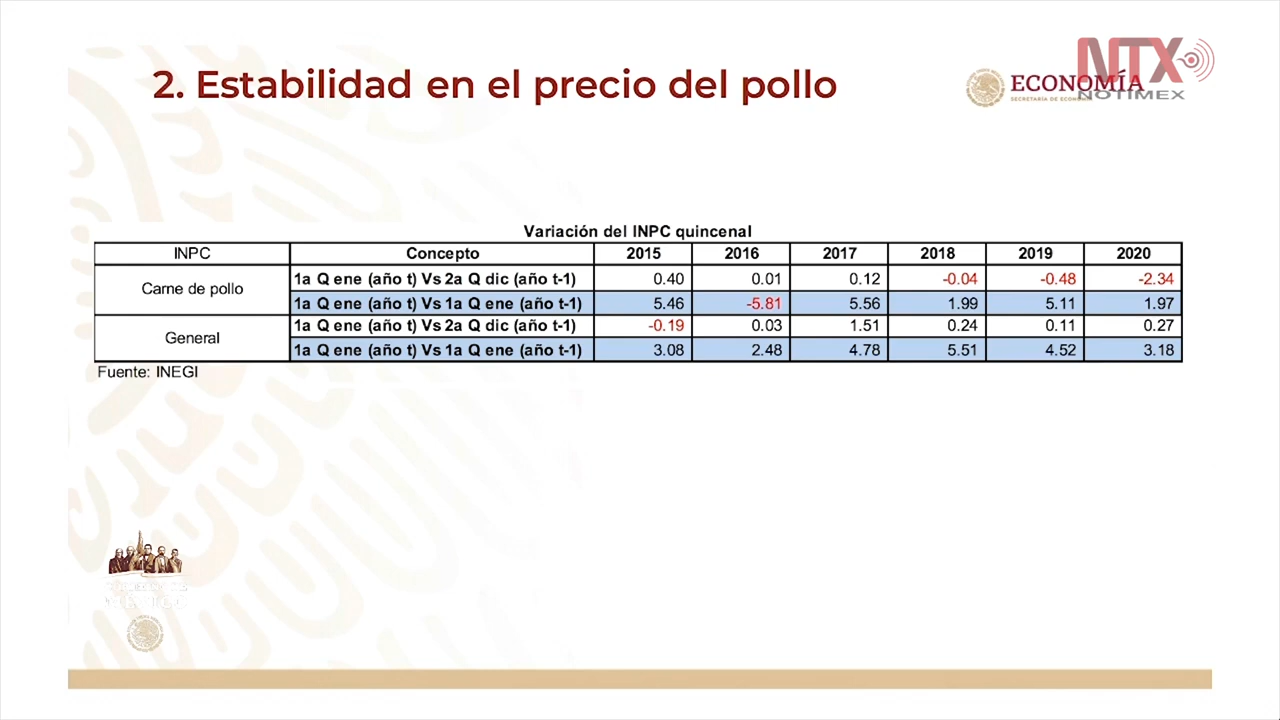 2. Estabilidad en el precio del pollo
ECONOMÍA
SECRETARÍA DE ECONOMÍA
NTX
NOTIMEX
Variación del INPC quincenal
INPC Concepto 2015 2016 2017 2018 2019 2020
Carne de pollo
1a Q ene (año t) Vs 2a Q dic (año t-1) 0.40 0.01 0.12 -0.04 -0.48 -2.34
1a Q ene (año t) Vs 1a Q ene (año t-1) 5.46 -5.81 5.56 1.99 5.11 1.97
General
1a Q ene (año t) Vs 2a Q dic (año t-1) -0.19 0.03 1.51 0.24 0.11 0.27
1a Q ene (año t) Vs 1a Q ene (año t-1) 3.08 2.48 4.78 5.51 4.52 3.18
Fuente: INEGI